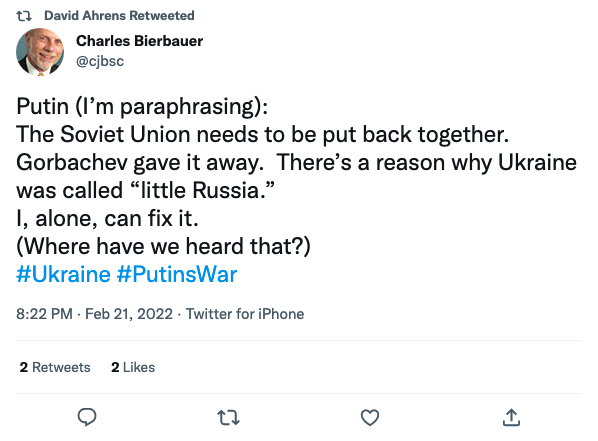 David Ahrens Retweeted
Charles Bierbauer
@cjbsc
Putin (I’m paraphrasing):
The Soviet Union needs to be put back together.
Gorbachev gave it away.  There’s a reason why Ukraine
was called “little Russia.”
I, alone, can fix it.
(Where have we heard that?)
#Ukraine #PutinsWar
8:22 PM · Feb 21, 2022 · Twitter for iPhone
2 Retweets 2 Likes